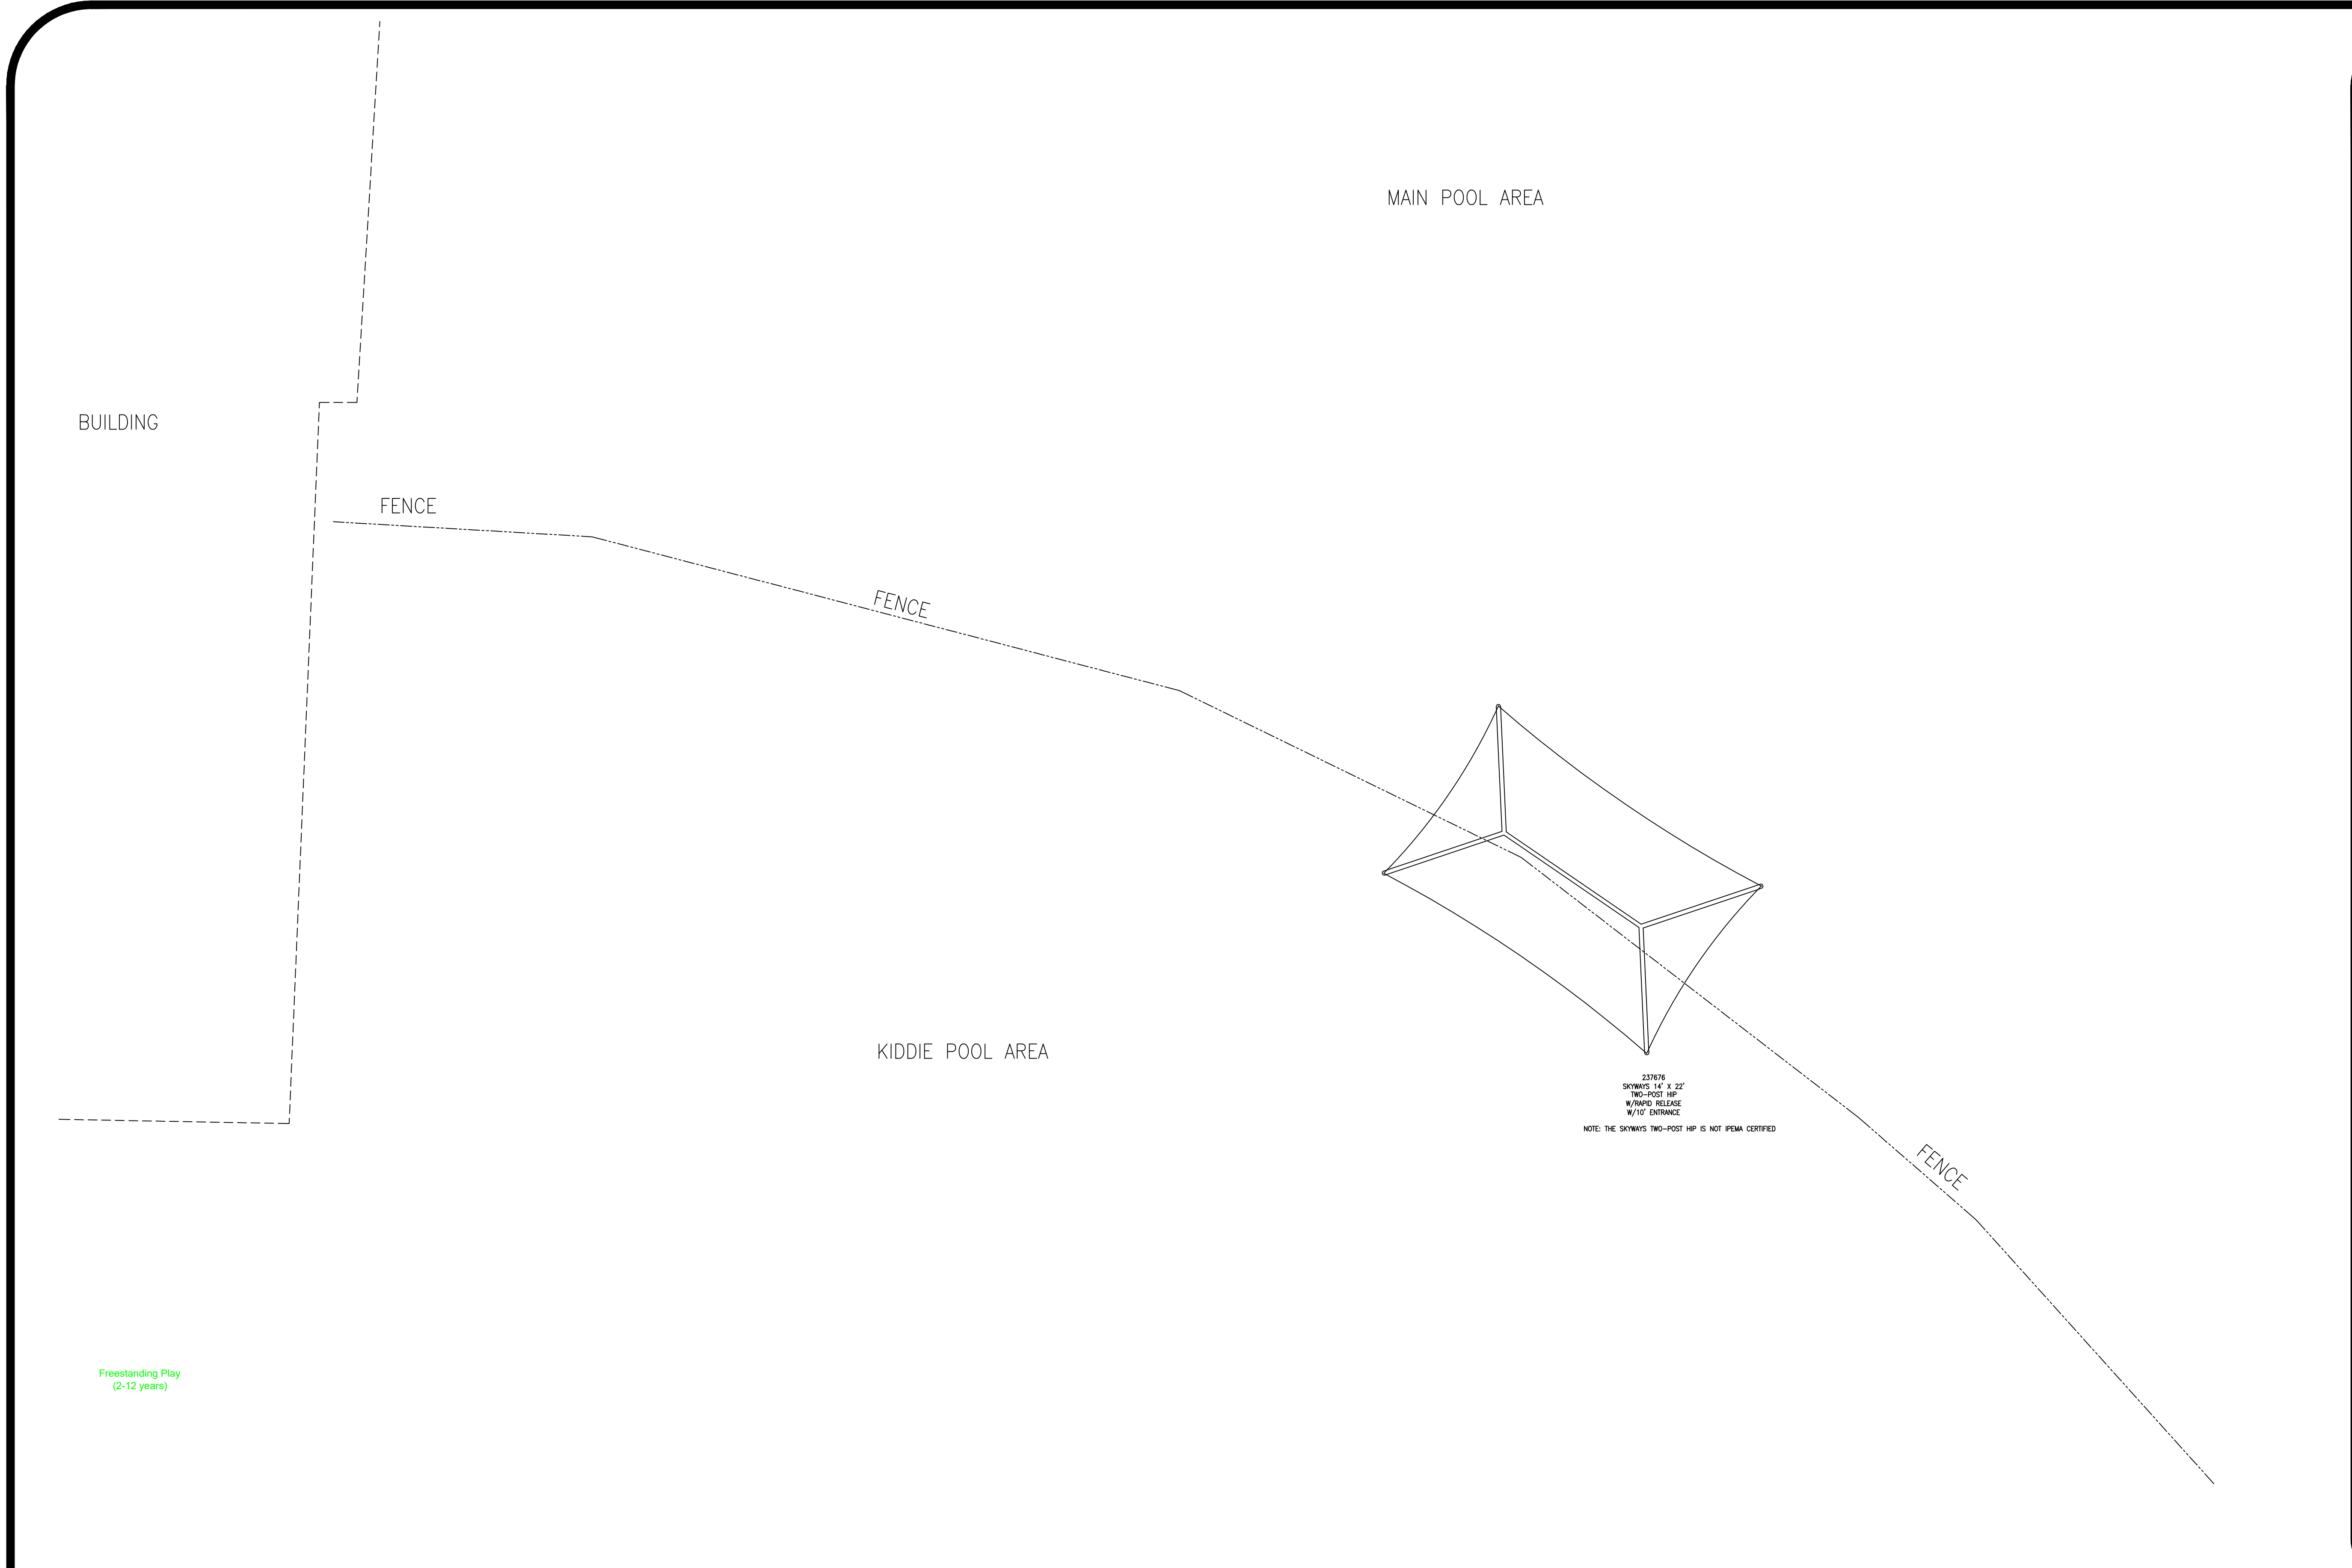 MAIN POOL AREA
BUILDING
FENCE
FENCE
KIDDIE POOL AREA
237676
SKYWAYS 14' X 22'
TWO-POST HIP
W/RAPID RELEASE
W/10' ENTRANCE
NOTE: THE SKYWAYS TWO-POST HIP IS NOT IPEMA CERTIFIED
FENCE
Freestanding Play
(2-12 years)